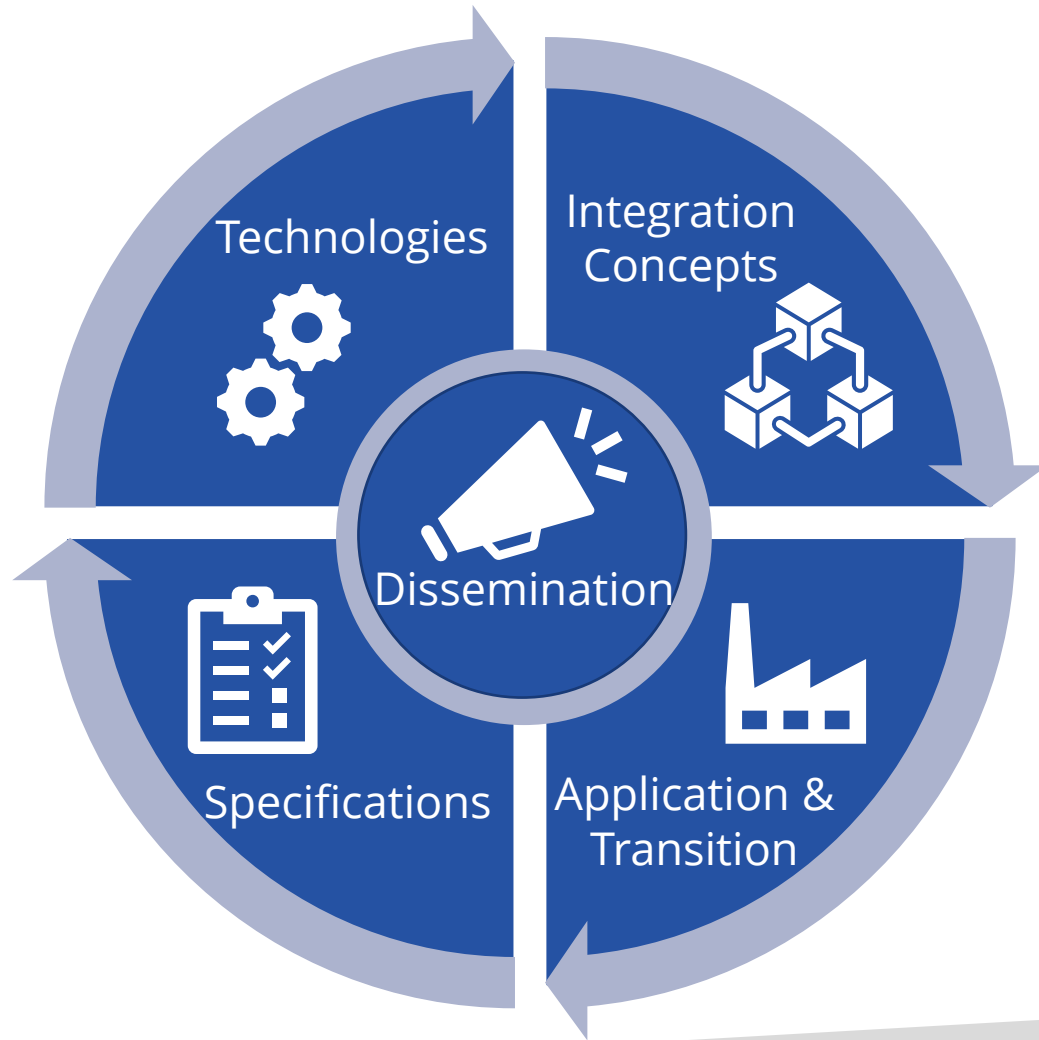 Technologies
Integration
Concepts
Dissemination
Specifications
Application &
Transition